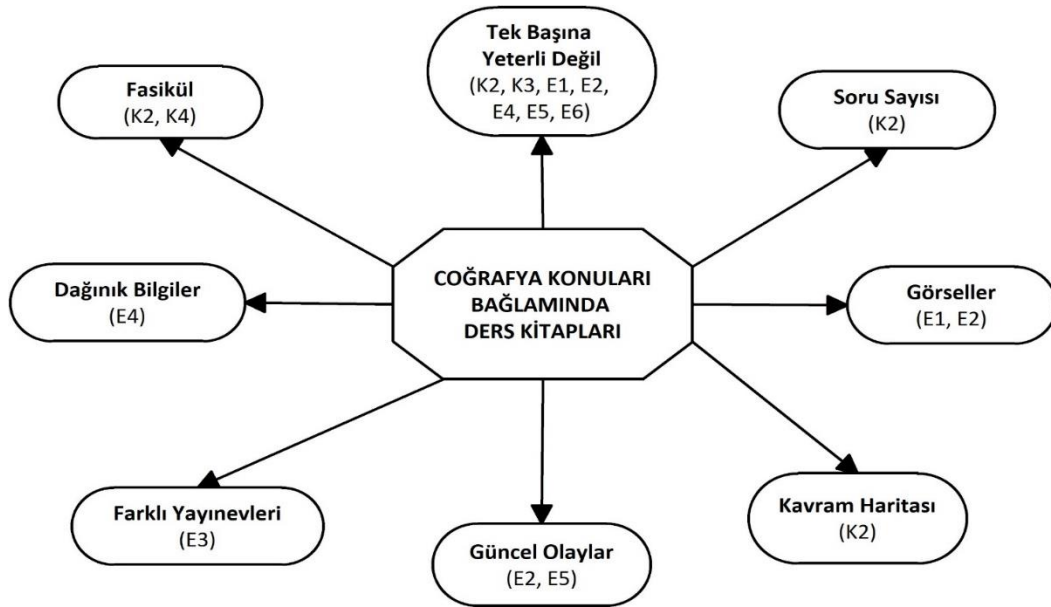 Tek Başına
Yeterli Değil
(K2, K3, E1, E2,
E4, E5, E6)
Fasikül
(K2, K4)
Soru Sayısı
(K2)
COĞRAFYA KONULARI
BAĞLAMINDA
DERS KİTAPLARI
Dağınık Bilgiler
(E4)
Görseller
(E1, E2)
Farklı Yayınevleri
(E3)
Güncel Olaylar
(E2, E5)
Kavram Haritası
(K2)